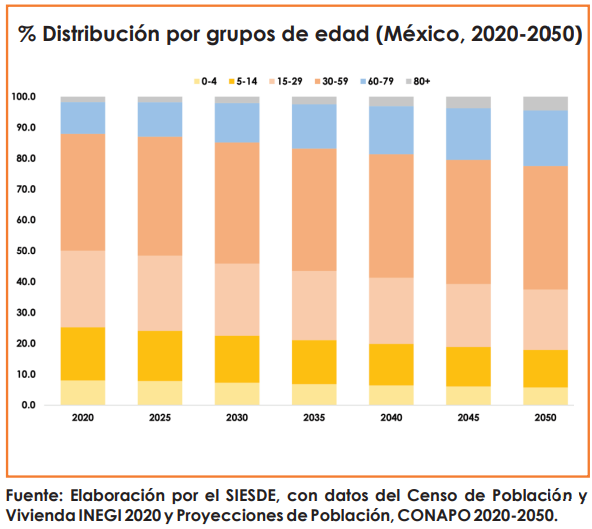 % Distribución por grupos de edad (México, 2020-2050)
0-4 5-14 15-29 30-59 60-79 80+
100.0
90.0
80.0
70.0
60.0
50.0
40.0
30.0
20.0
10.0
0.0
2020 2025 2030 2035 2040 2045 2050
Fuente: Elaboración por el SIESDE, con datos del Censo de Población y
Vivienda INEGI 2020 y Proyecciones de Población, CONAPO 2020-2050.